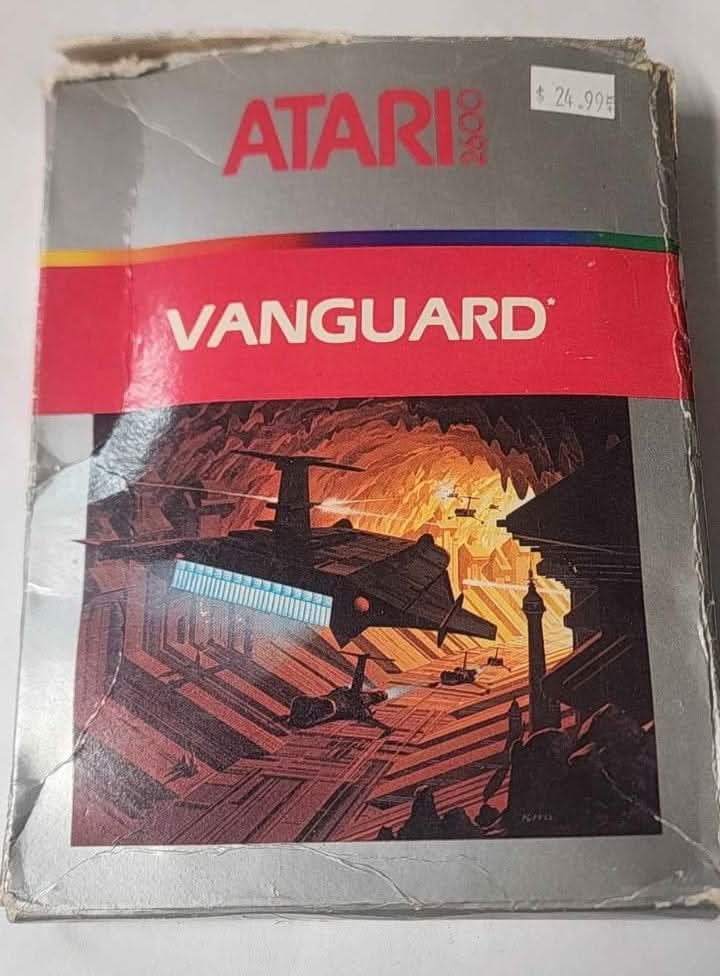 $ 24.99
ATARI 2600
VANGUARD*